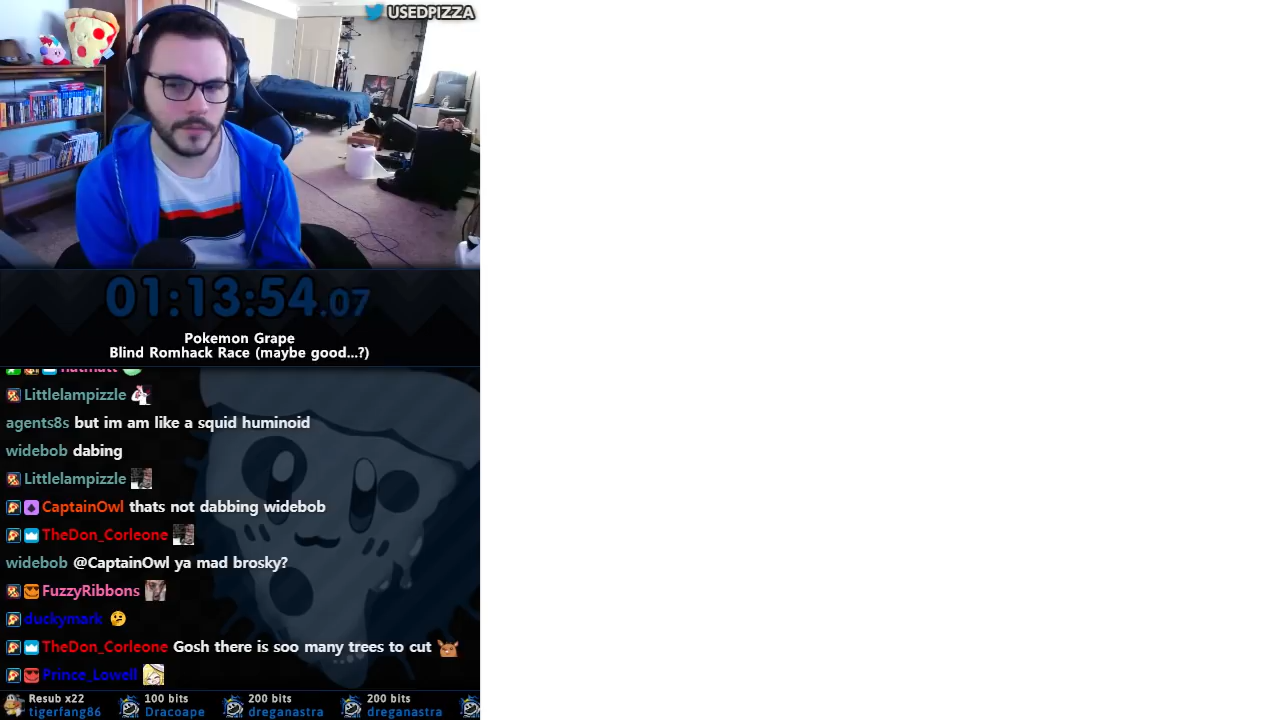 USEDPIZZA
01:13:54.07
Pokemon Grape
Blind Romhack Race (maybe good...?)
Littlelampizzle
agents8s but im am like a squid huminoid
widebob dabing
Littlelampizzle
CaptainOwl thats not dabbing widebob
TheDon_Corleone
widebob @CaptainOwl ya mad brosky?
FuzzyRibbons
duckymark
TheDon_Corleone Gosh there is soo many trees to cut
Prince_Lowell
Resub x22 100 bits 200 bits 200 bits
tigerfang86 Dracoape dreganastra dreganastra